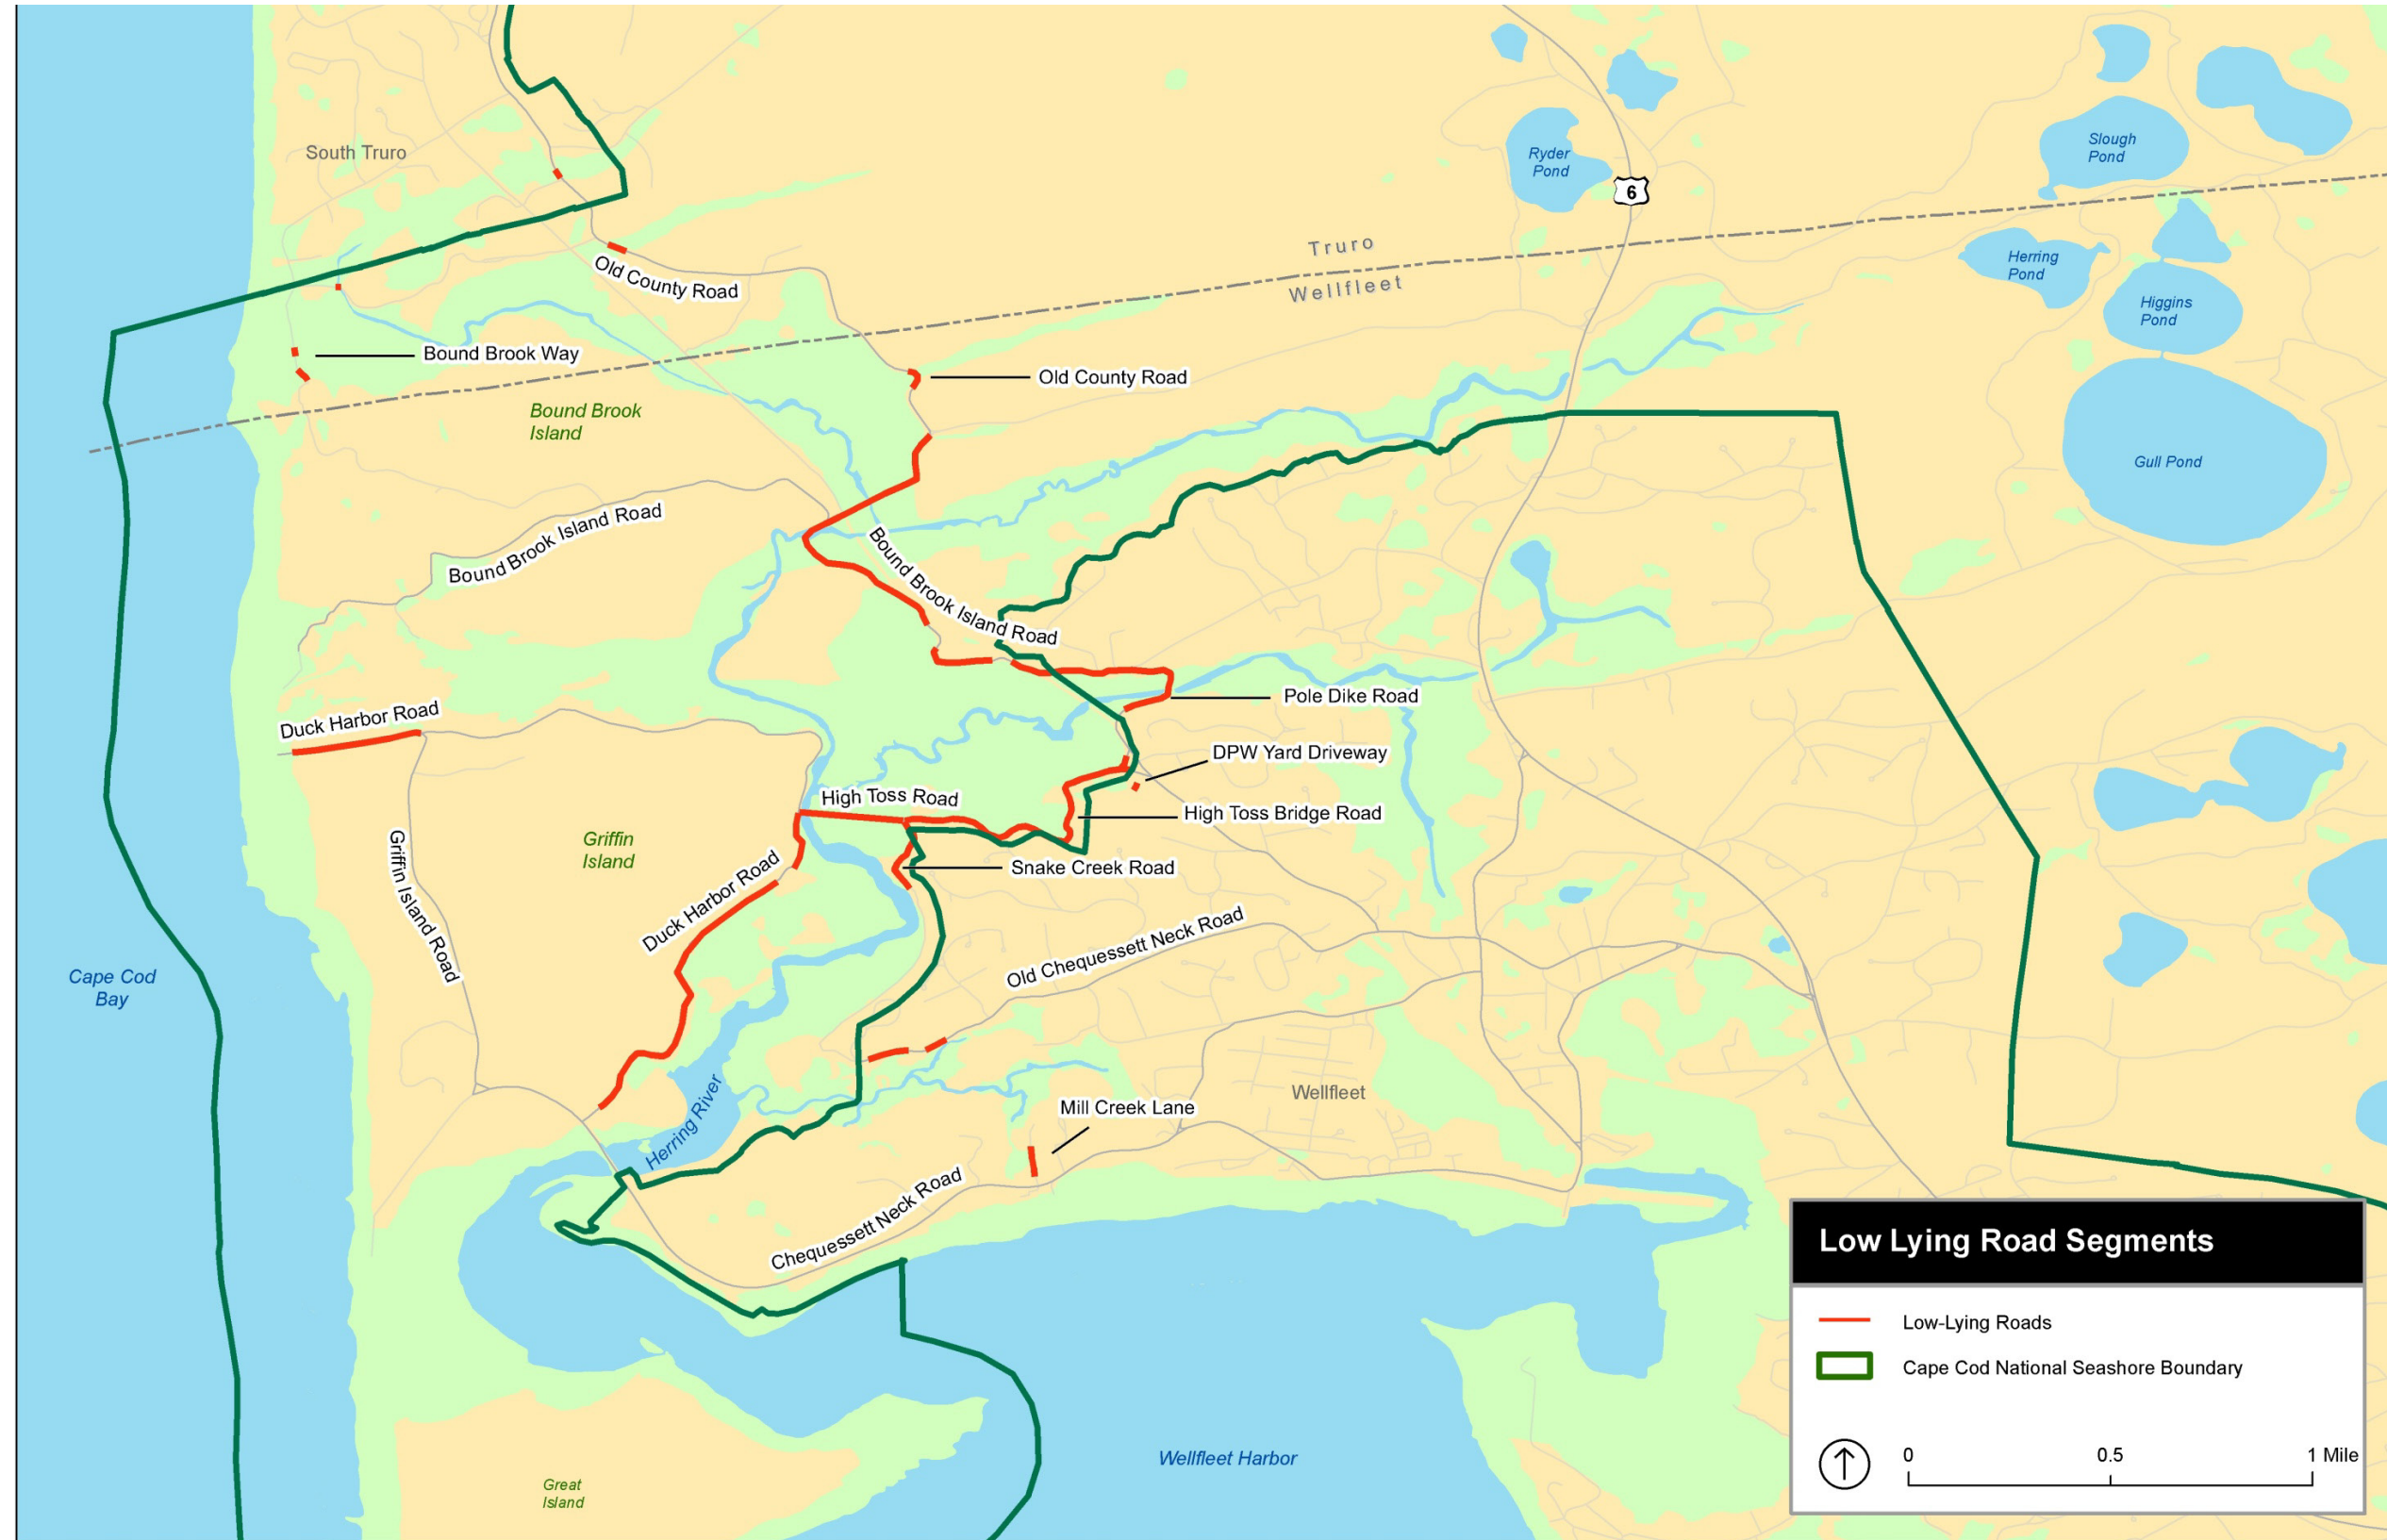 South Truro
Ryder
Pond
6
Slough
Pond
Truro
Wellfleet
Herring
Pond
Higgins
Pond
Old County Road
Bound Brook Way
Old County Road
Bound Brook
Island
Gull Pond
Bound Brook Island Road
Bound Brook Island Road
Pole Dike Road
Duck Harbor Road
DPW Yard Driveway
High Toss Road
High Toss Bridge Road
Griffin
Island
Griffin Island Road
Snake Creek Road
Duck Harbor Road
Old Chequessett Neck Road
Cape Cod
Bay
Wellfleet
Mill Creek Lane
Herring River
Chequessett Neck Road
Wellfleet Harbor
Great
Island
Low Lying Road Segments
Low-Lying Roads
Cape Cod National Seashore Boundary
0 0.5 1 Mile